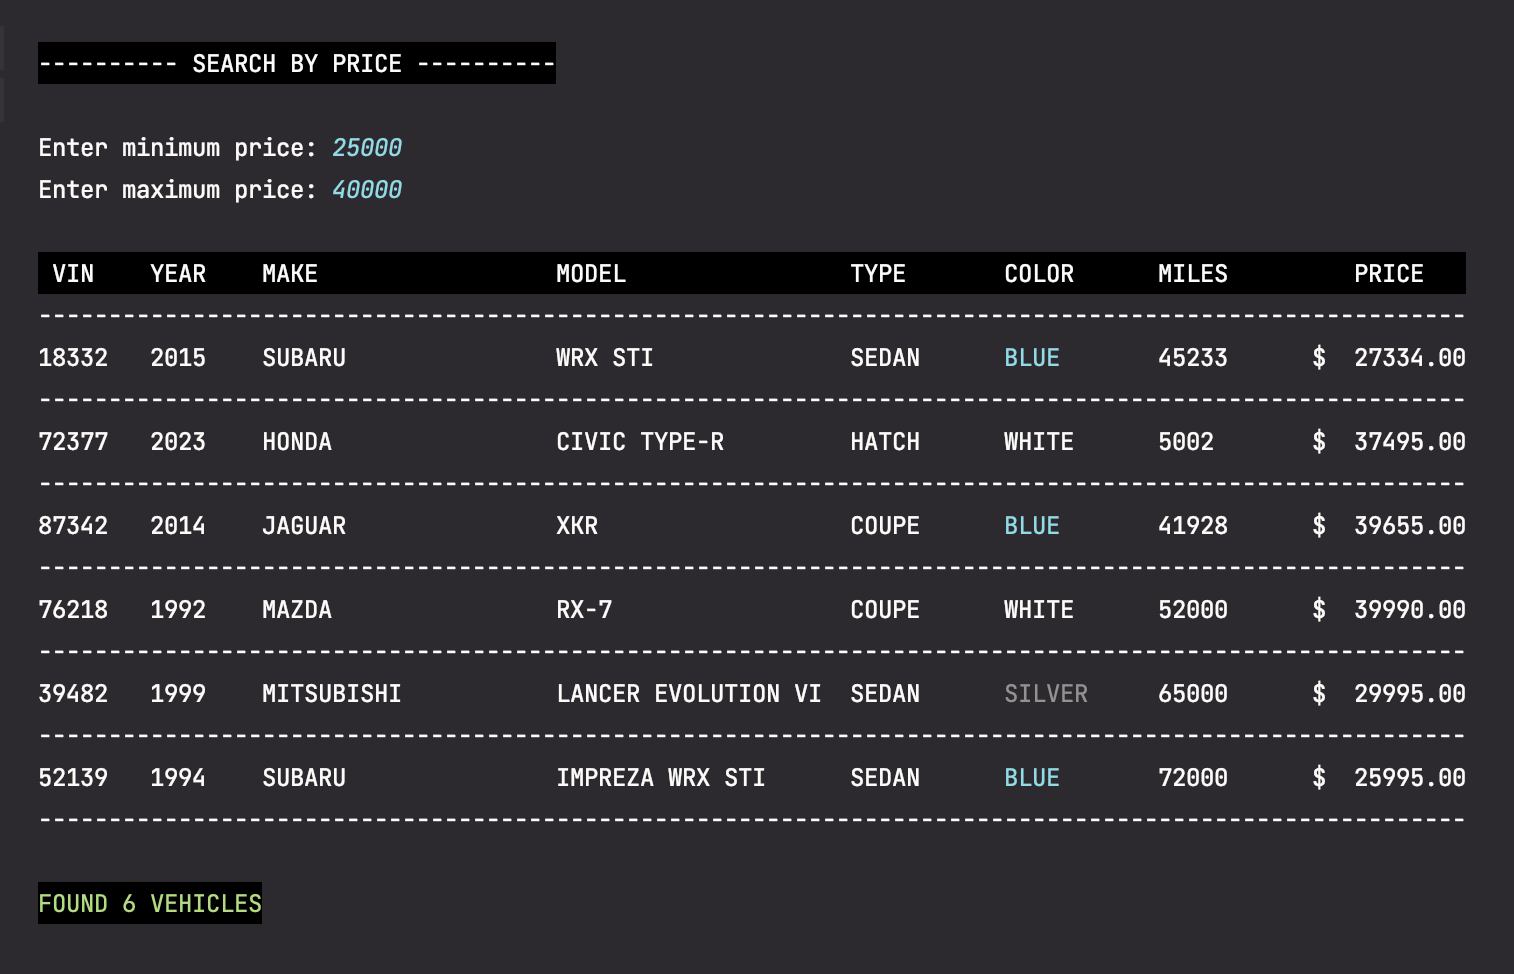 ---------- SEARCH BY PRICE ----------
Enter minimum price: 25000
Enter maximum price: 40000
VIN    YEAR    MAKE                 MODEL                TYPE       COLOR      MILES         PRICE
------------------------------------------------------------------------------------------------------
18332   2015    SUBARU               WRX STI              SEDAN      BLUE       45233      $  27334.00
------------------------------------------------------------------------------------------------------
72377   2023    HONDA                CIVIC TYPE-R         HATCH      WHITE      5002       $  37495.00
------------------------------------------------------------------------------------------------------
87342   2014    JAGUAR               XKR                  COUPE      BLUE       41928      $  39655.00
------------------------------------------------------------------------------------------------------
76218   1992    MAZDA                RX-7                 COUPE      WHITE      52000      $  39990.00
------------------------------------------------------------------------------------------------------
39482   1999    MITSUBISHI           LANCER EVOLUTION VI  SEDAN      SILVER     65000      $  29995.00
------------------------------------------------------------------------------------------------------
52139   1994    SUBARU               IMPREZA WRX STI      SEDAN      BLUE       72000      $  25995.00
------------------------------------------------------------------------------------------------------
FOUND 6 VEHICLES